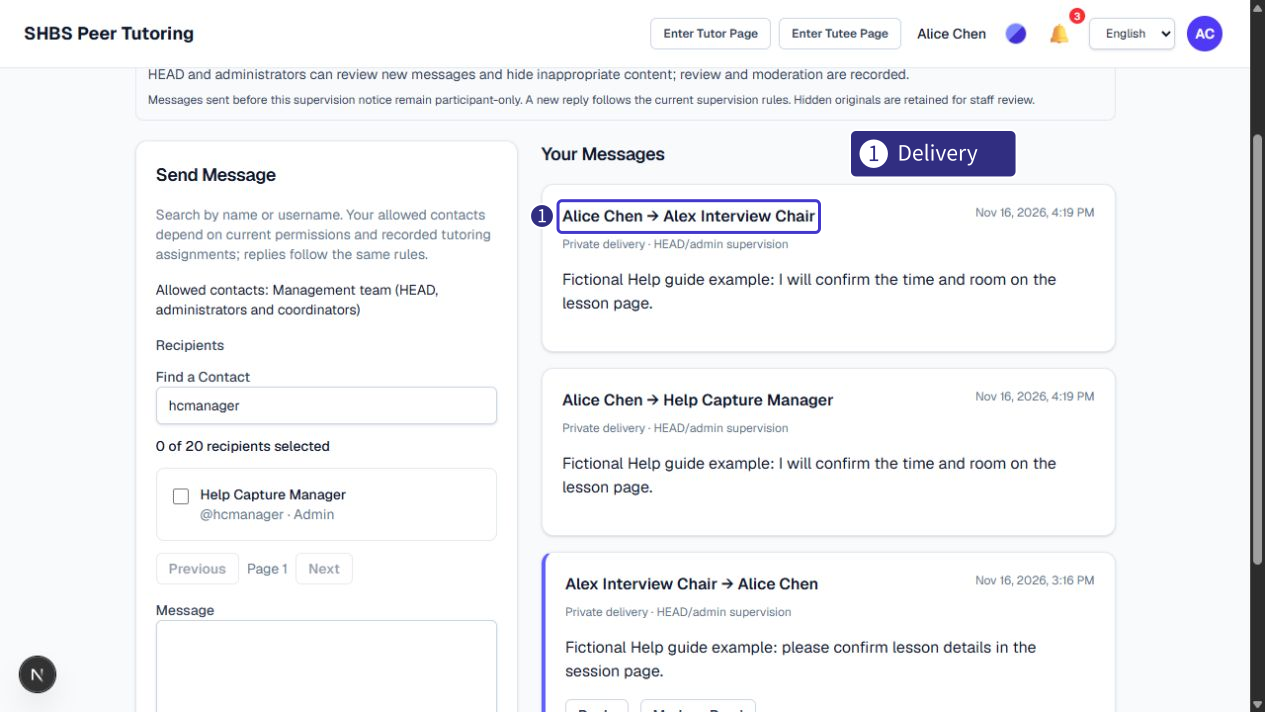 SHBS Peer Tutoring
Enter Tutor Page
Enter Tutee Page
Alice Chen
3
English
AC
HEAD and administrators can review new messages and hide inappropriate content; review and moderation are recorded.
Messages sent before this supervision notice remain participant-only. A new reply follows the current supervision rules. Hidden originals are retained for staff review.
Send Message
Search by name or username. Your allowed contacts
depend on current permissions and recorded tutoring
assignments; replies follow the same rules.
Allowed contacts: Management team (HEAD,
administrators and coordinators)
Recipients
Find a Contact
hcmanager
0 of 20 recipients selected
Help Capture Manager
@hcmanager · Admin
Previous
Page 1
Next
Message
N
Your Messages
1 Delivery
1
Alice Chen → Alex Interview Chair
Nov 16, 2026, 4:19 PM
Private delivery · HEAD/admin supervision
Fictional Help guide example: I will confirm the time and room on the
lesson page.
Alice Chen → Help Capture Manager
Nov 16, 2026, 4:19 PM
Private delivery · HEAD/admin supervision
Fictional Help guide example: I will confirm the time and room on the
lesson page.
Alex Interview Chair → Alice Chen
Nov 16, 2026, 3:16 PM
Private delivery · HEAD/admin supervision
Fictional Help guide example: please confirm lesson details in the
session page.